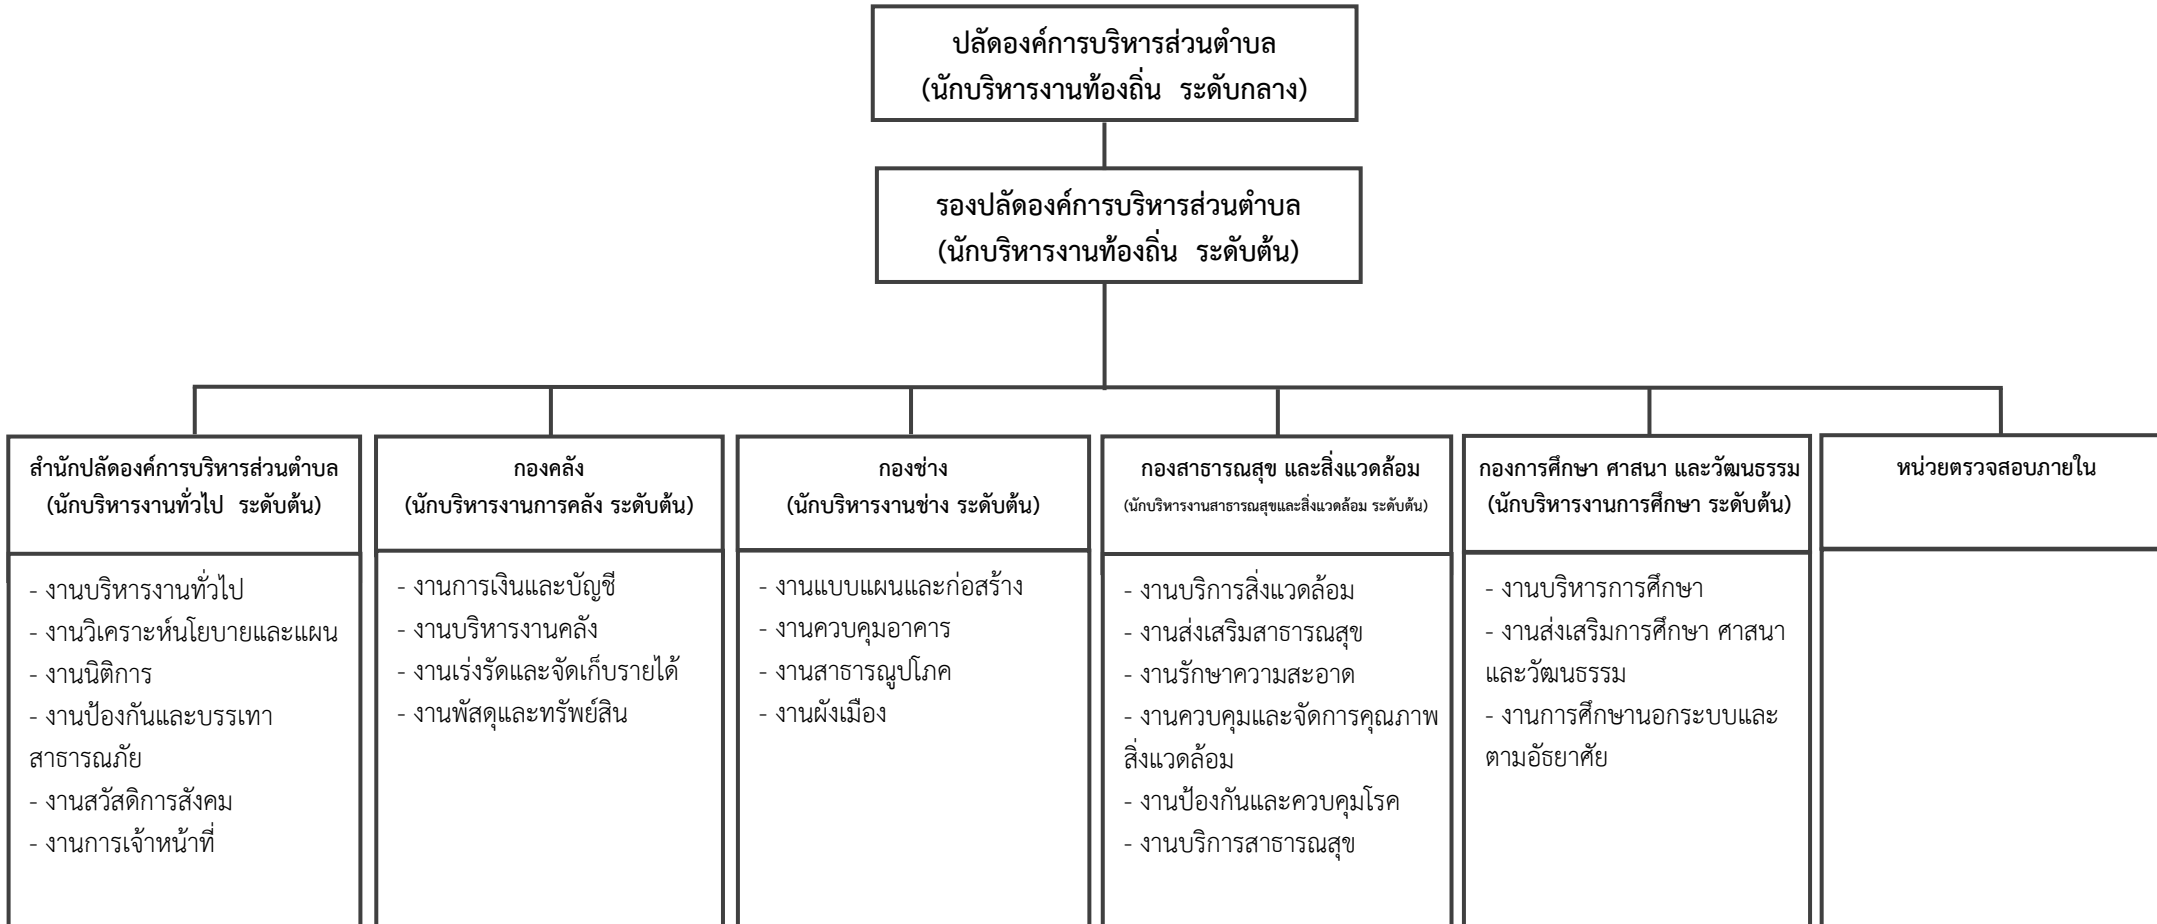 ปลัดองค์การบริหารส่วนตำบล
(นักบริหารงานท้องถิ่น ระดับกลาง)
รองปลัดองค์การบริหารส่วนตำบล
(นักบริหารงานท้องถิ่น ระดับต้น)
สำนักปลัดองค์การบริหารส่วนตำบล
(นักบริหารงานทั่วไป ระดับต้น)
- งานบริหารงานทั่วไป
- งานวิเคราะห์นโยบายและแผน
- งานนิติการ
- งานป้องกันและบรรเทา
สาธารณภัย
- งานสวัสดิการสังคม
- งานการเจ้าหน้าที่
กองคลัง
(นักบริหารงานการคลัง ระดับต้น)
- งานการเงินและบัญชี
- งานบริหารงานคลัง
- งานเร่งรัดและจัดเก็บรายได้
- งานพัสดุและทรัพย์สิน
กองช่าง
(นักบริหารงานช่าง ระดับต้น)
- งานแบบแผนและก่อสร้าง
- งานควบคุมอาคาร
- งานสาธารณูปโภค
- งานผังเมือง
กองสาธารณสุข และสิ่งแวดล้อม
(นักบริหารงานสาธารณสุขและสิ่งแวดล้อม ระดับต้น)
- งานบริการสิ่งแวดล้อม
- งานส่งเสริมสาธารณสุข
- งานรักษาความสะอาด
- งานควบคุมและจัดการคุณภาพ
สิ่งแวดล้อม
- งานป้องกันและควบคุมโรค
- งานบริการสาธารณสุข
กองการศึกษา ศาสนา และวัฒนธรรม
(นักบริหารงานการศึกษา ระดับต้น)
- งานบริหารการศึกษา
- งานส่งเสริมการศึกษา ศาสนา
และวัฒนธรรม
- งานการศึกษานอกระบบและ
ตามอัธยาศัย
หน่วยตรวจสอบภายใน